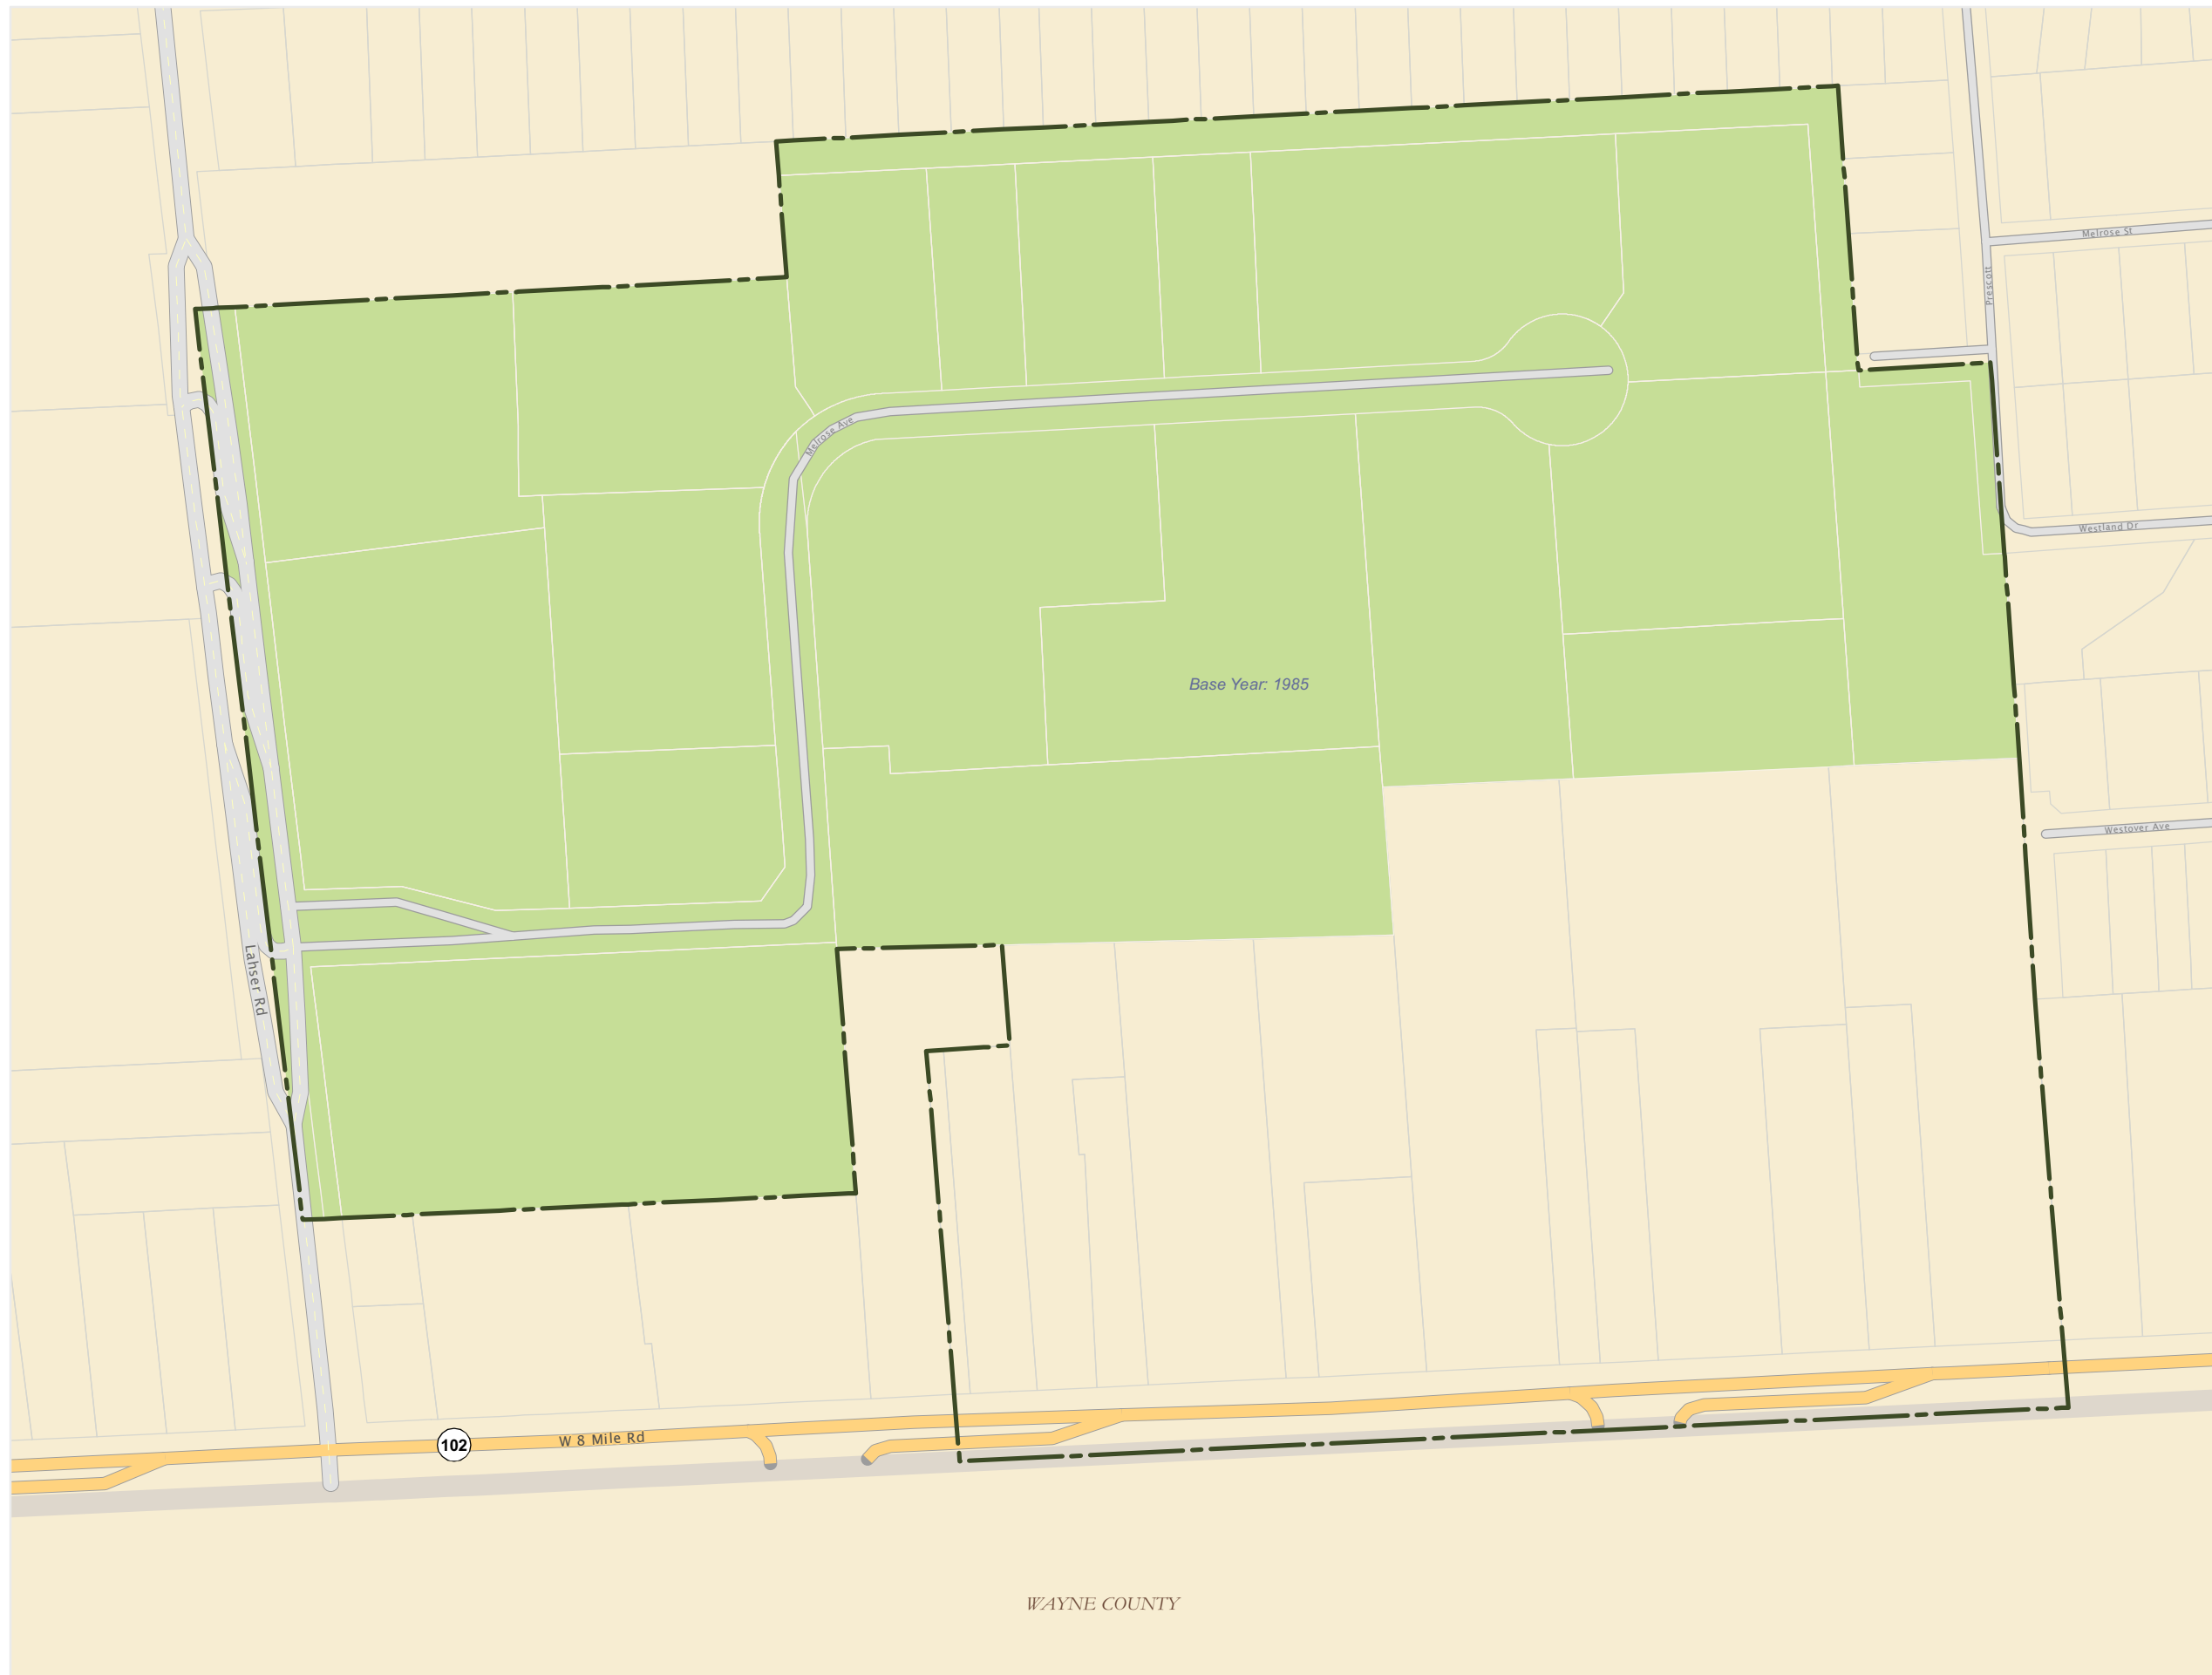 Melrose St
Prescott
Melrose Ave
Westland Dr
Base Year: 1985
Westover Ave
Lahser Rd
W 8 Mile Rd
102
WAYNE COUNTY